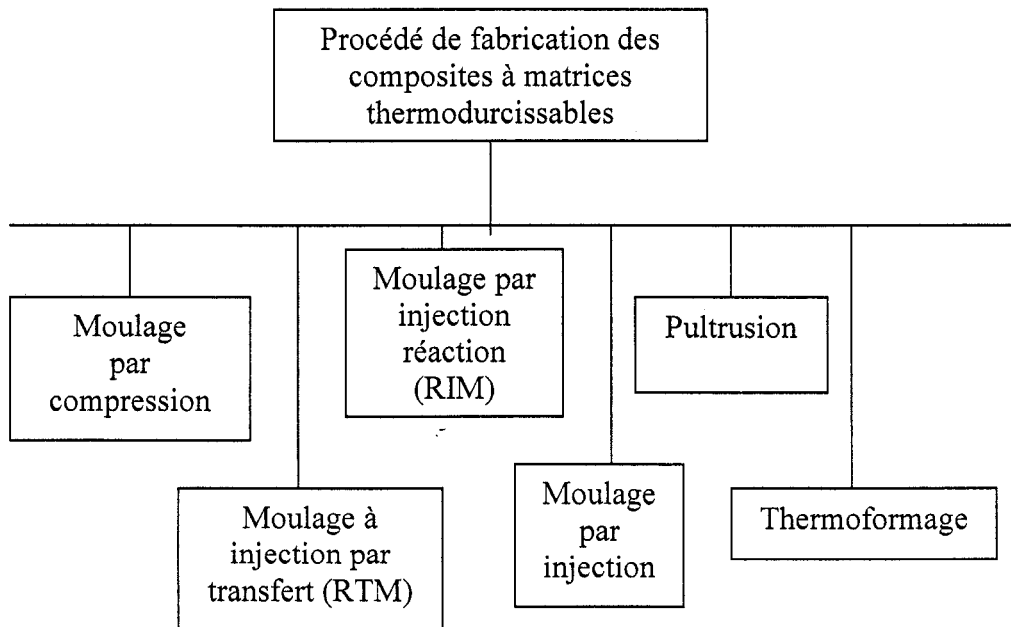 Procédé de fabrication des
composites à matrices
thermodurcissables
Moulage
par
compression
Moulage à
injection par
transfert (RTM)
Moulage par
injection
réaction
(RIM)
Moulage
par
injection
Pultrusion
Thermoformage